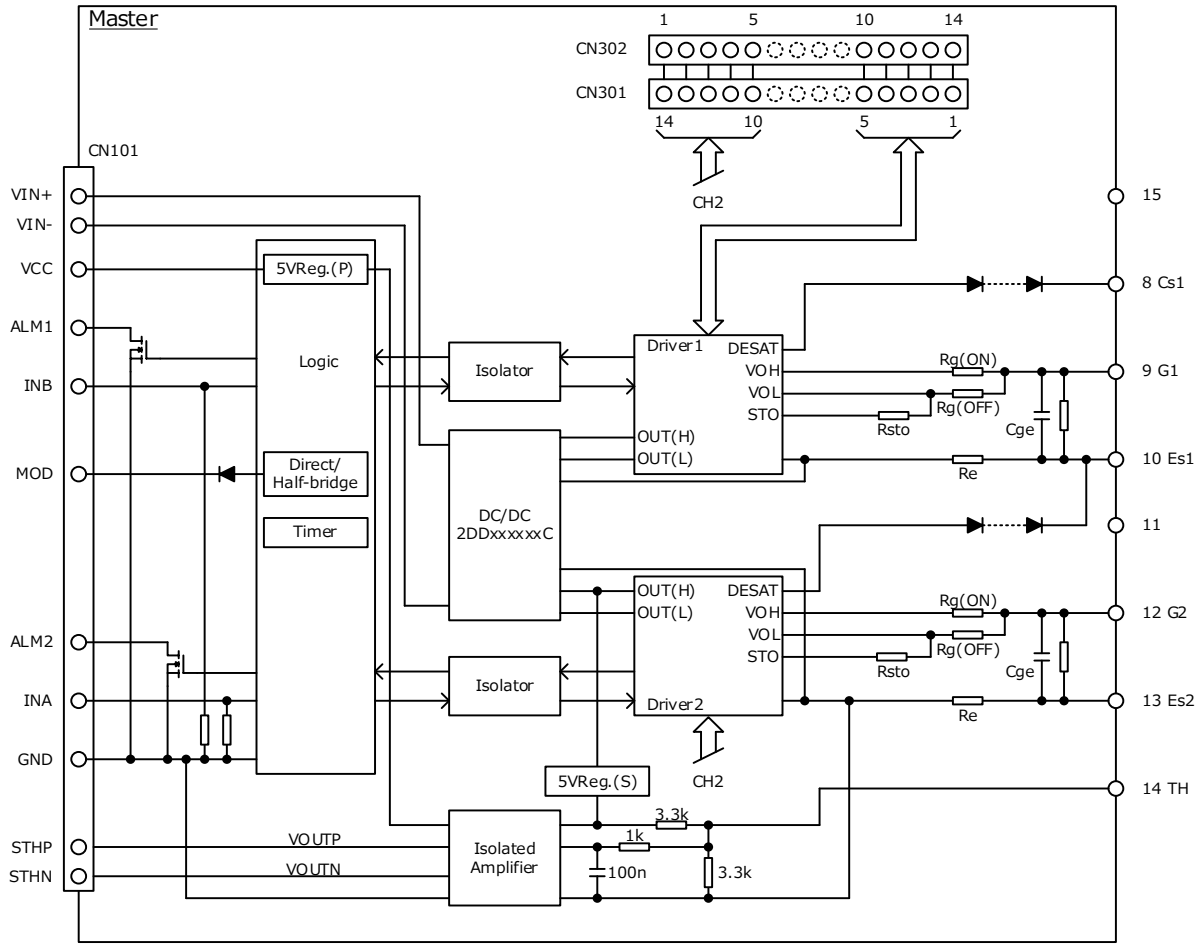 Master
1 5 10 14
CN302
CN301
14 10 5 1
CH2
CN101
VIN+
VIN-
VCC
ALM1
INB
MOD
ALM2
INA
GND
STHP
STHN
5VReg.(P)
Logic
Direct/
Half-bridge
Timer
Isolator
DC/DC
2DDxxxxxxC
Isolator
5VReg.(S)
Isolated
Amplifier
VOUTP
VOUTN
Driver1
DESAT
VOH
VOL
STO
OUT(H)
OUT(L)
Rg(ON)
Rg(OFF)
Rsto
Cge
Re
OUT(H)
OUT(L)
DESAT
VOH
VOL
STO
Driver2
CH2
Rg(ON)
Rg(OFF)
Rsto
Cge
Re
3.3k
1k
100n
3.3k
15
8 Cs1
9 G1
10 Es1
11
12 G2
13 Es2
14 TH